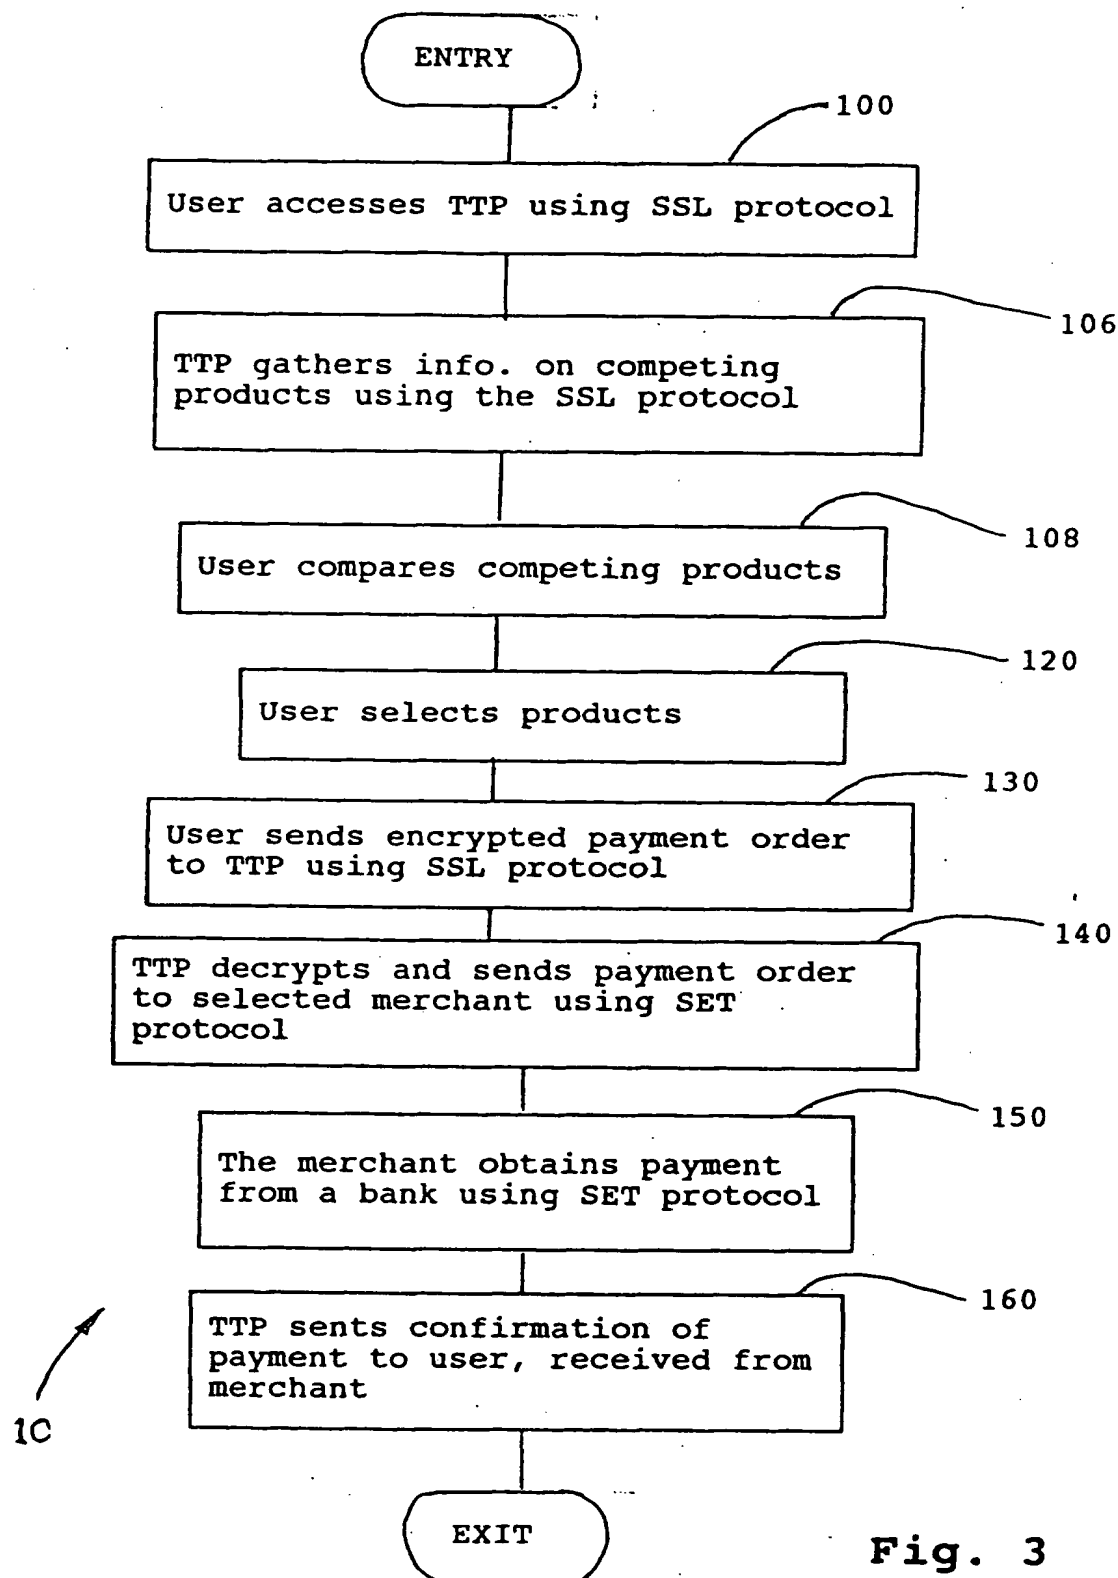 ENTRY
100
User accesses TTP using SSL protocol
106
TTP gathers info. on competing
products using the SSL protocol
108
User compares competing products
120
User selects products
130
User sends encrypted payment order
to TTP using SSL protocol
140
TTP decrypts and sends payment order
to selected merchant using SET
protocol
150
The merchant obtains payment
from a bank using SET protocol
160
TTP sents confirmation of
payment to user, received from
merchant
10
EXIT
Fig. 3